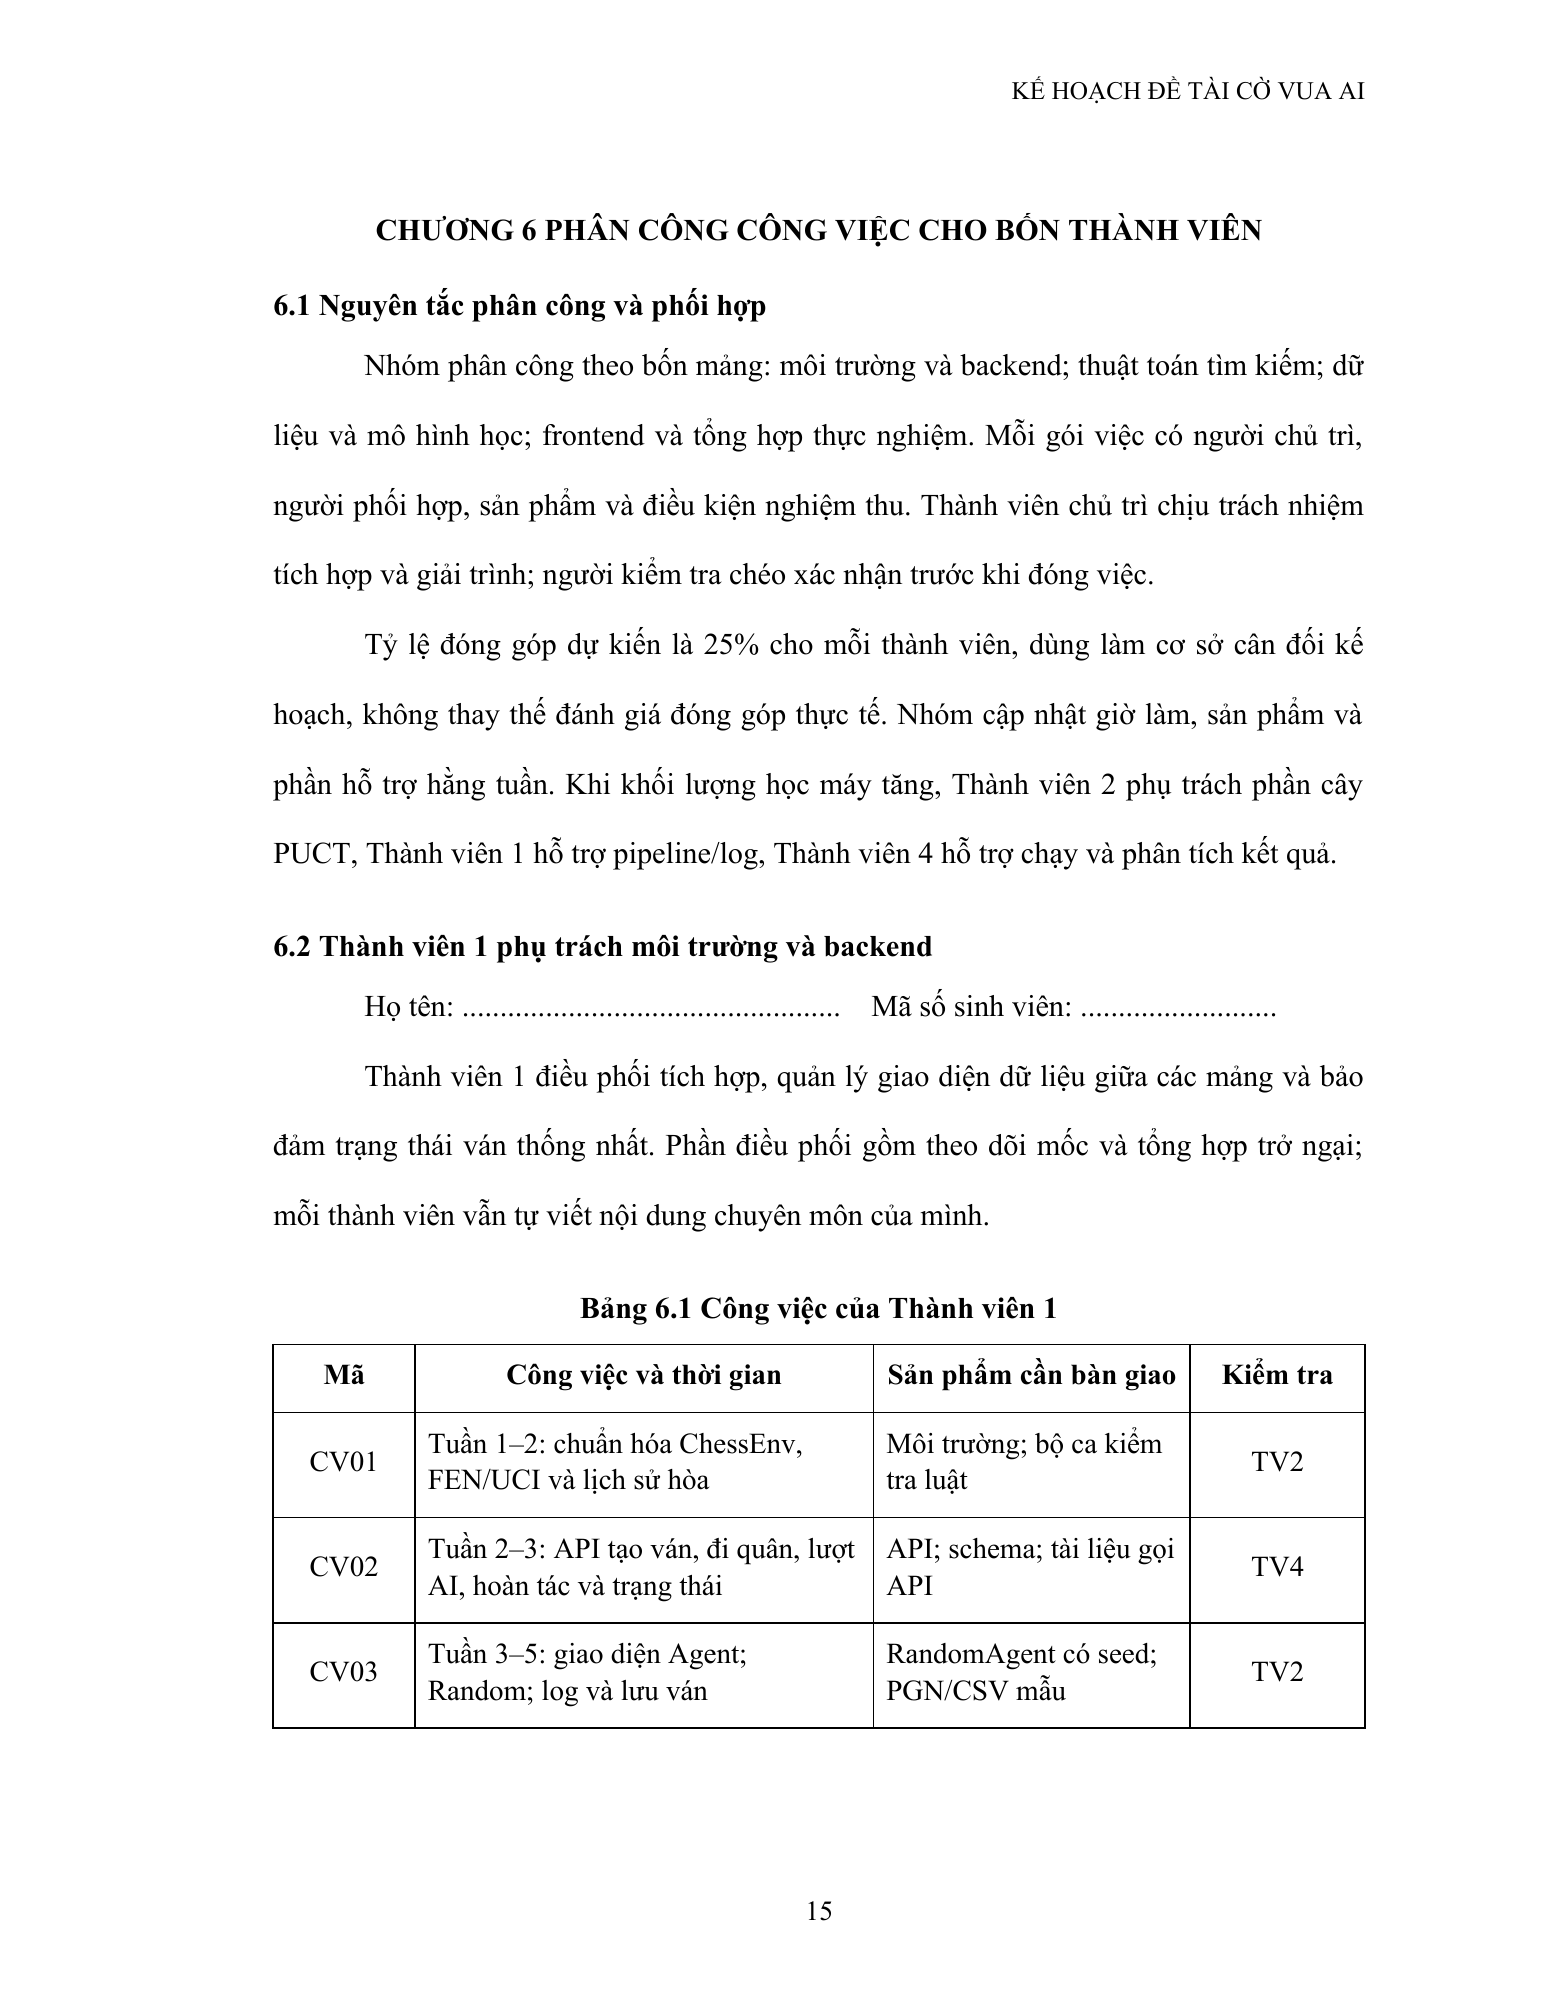 KẾ HOẠCH ĐỀ TÀI CỜ VUA AI
CHƯƠNG 6 PHÂN CÔNG CÔNG VIỆC CHO BỐN THÀNH VIÊN
6.1 Nguyên tắc phân công và phối hợp
Nhóm phân công theo bốn mảng: môi trường và backend; thuật toán tìm kiếm; dữ
liệu và mô hình học; frontend và tổng hợp thực nghiệm. Mỗi gói việc có người chủ trì,
người phối hợp, sản phẩm và điều kiện nghiệm thu. Thành viên chủ trì chịu trách nhiệm
tích hợp và giải trình; người kiểm tra chéo xác nhận trước khi đóng việc.
Tỷ lệ đóng góp dự kiến là 25% cho mỗi thành viên, dùng làm cơ sở cân đối kế
hoạch, không thay thế đánh giá đóng góp thực tế. Nhóm cập nhật giờ làm, sản phẩm và
phần hỗ trợ hằng tuần. Khi khối lượng học máy tăng, Thành viên 2 phụ trách phần cây
PUCT, Thành viên 1 hỗ trợ pipeline/log, Thành viên 4 hỗ trợ chạy và phân tích kết quả.
6.2 Thành viên 1 phụ trách môi trường và backend
Họ tên: .................................................. Mã số sinh viên: ..........................
Thành viên 1 điều phối tích hợp, quản lý giao diện dữ liệu giữa các mảng và bảo
đảm trạng thái ván thống nhất. Phần điều phối gồm theo dõi mốc và tổng hợp trở ngại;
mỗi thành viên vẫn tự viết nội dung chuyên môn của mình.
Bảng 6.1 Công việc của Thành viên 1
Mã Công việc và thời gian Sản phẩm cần bàn giao Kiểm tra
CV01 Tuần 1–2: chuẩn hóa ChessEnv, Môi trường; bộ ca kiểm TV2
FEN/UCI và lịch sử hòa tra luật
CV02 Tuần 2–3: API tạo ván, đi quân, lượt API; schema; tài liệu gọi TV4
AI, hoàn tác và trạng thái API
CV03 Tuần 3–5: giao diện Agent; RandomAgent có seed; TV2
Random; log và lưu ván PGN/CSV mẫu
15